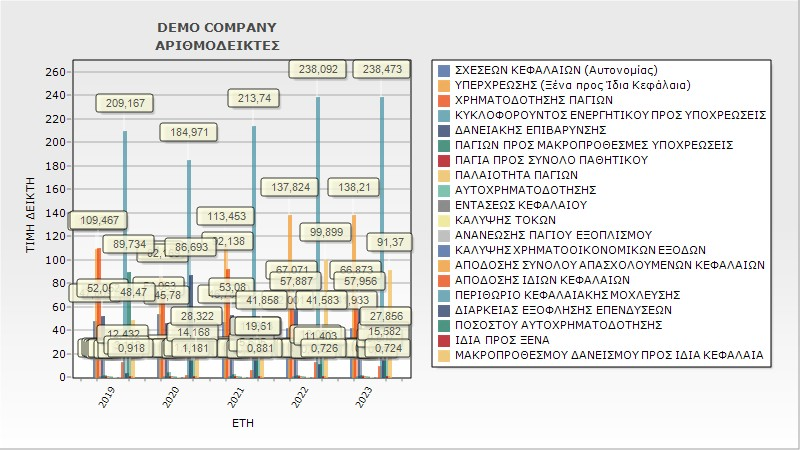 DEMO COMPANY
ΑΡΙΘΜΟΔΕΙΚΤΕΣ
260
240
220
200
180
160
140
120
100
80
60
40
20
0
ΤΙΜΗ ΔΕΙΚΤΗ
238,092
238,473
209,167
213,74
184,971
137,824
138,21
109,467
113,453
99,899
89,734
86,693
91,37
67,071
66,873
53,08
57,887
57,956
48,47
45,78
41,858
41,583
28,322
27,856
12,432
14,168
19,61
11,403
15,582
0,918
1,181
0,881
0,726
0,724
2019
2020
2021
2022
2023
ΕΤΗ
ΣΧΕΣΕΩΝ ΚΕΦΑΛΑΙΩΝ (Αυτονομίας)
ΥΠΕΡΧΡΕΩΣΗΣ (Ξένα προς Ίδια Κεφάλαια)
ΧΡΗΜΑΤΟΔΟΤΗΣΗΣ ΠΑΓΙΩΝ
ΚΥΚΛΟΦΟΡΟΥΝΤΟΣ ΕΝΕΡΓΗΤΙΚΟΥ ΠΡΟΣ ΥΠΟΧΡΕΩΣΕΙΣ
ΔΑΝΕΙΑΚΗΣ ΕΠΙΒΑΡΥΝΣΗΣ
ΠΑΓΙΩΝ ΠΡΟΣ ΜΑΚΡΟΠΡΟΘΕΣΜΕΣ ΥΠΟΧΡΕΩΣΕΙΣ
ΠΑΓΙΑ ΠΡΟΣ ΣΥΝΟΛΟ ΠΑΘΗΤΙΚΟΥ
ΠΑΛΑΙΟΤΗΤΑ ΠΑΓΙΩΝ
ΑΥΤΟΧΡΗΜΑΤΟΔΟΤΗΣΗΣ
ΕΝΤΑΣΕΩΣ ΚΕΦΑΛΑΙΟΥ
ΚΑΛΥΨΗΣ ΤΟΚΩΝ
ΑΝΑΝΕΩΣΗΣ ΠΑΓΙΟΥ ΕΞΟΠΛΙΣΜΟΥ
ΚΑΛΥΨΗΣ ΧΡΗΜΑΤΟΟΙΚΟΝΟΜΙΚΩΝ ΕΞΟΔΩΝ
ΑΠΟΔΟΣΗΣ ΣΥΝΟΛΟΥ ΑΠΑΣΧΟΛΟΥΜΕΝΩΝ ΚΕΦΑΛΑΙΩΝ
ΑΠΟΔΟΣΗΣ ΙΔΙΩΝ ΚΕΦΑΛΑΙΩΝ
ΠΕΡΙΘΩΡΙΟ ΚΕΦΑΛΑΙΑΚΗΣ ΜΟΧΛΕΥΣΗΣ
ΔΙΑΡΚΕΙΑΣ ΕΞΟΦΛΗΣΗΣ ΕΠΕΝΔΥΣΕΩΝ
ΠΟΣΟΣΤΟΥ ΑΥΤΟΧΡΗΜΑΤΟΔΟΤΗΣΗΣ
ΙΔΙΑ ΠΡΟΣ ΞΕΝΑ
ΜΑΚΡΟΠΡΟΘΕΣΜΟΥ ΔΑΝΕΙΣΜΟΥ ΠΡΟΣ ΙΔΙΑ ΚΕΦΑΛΑΙΑ